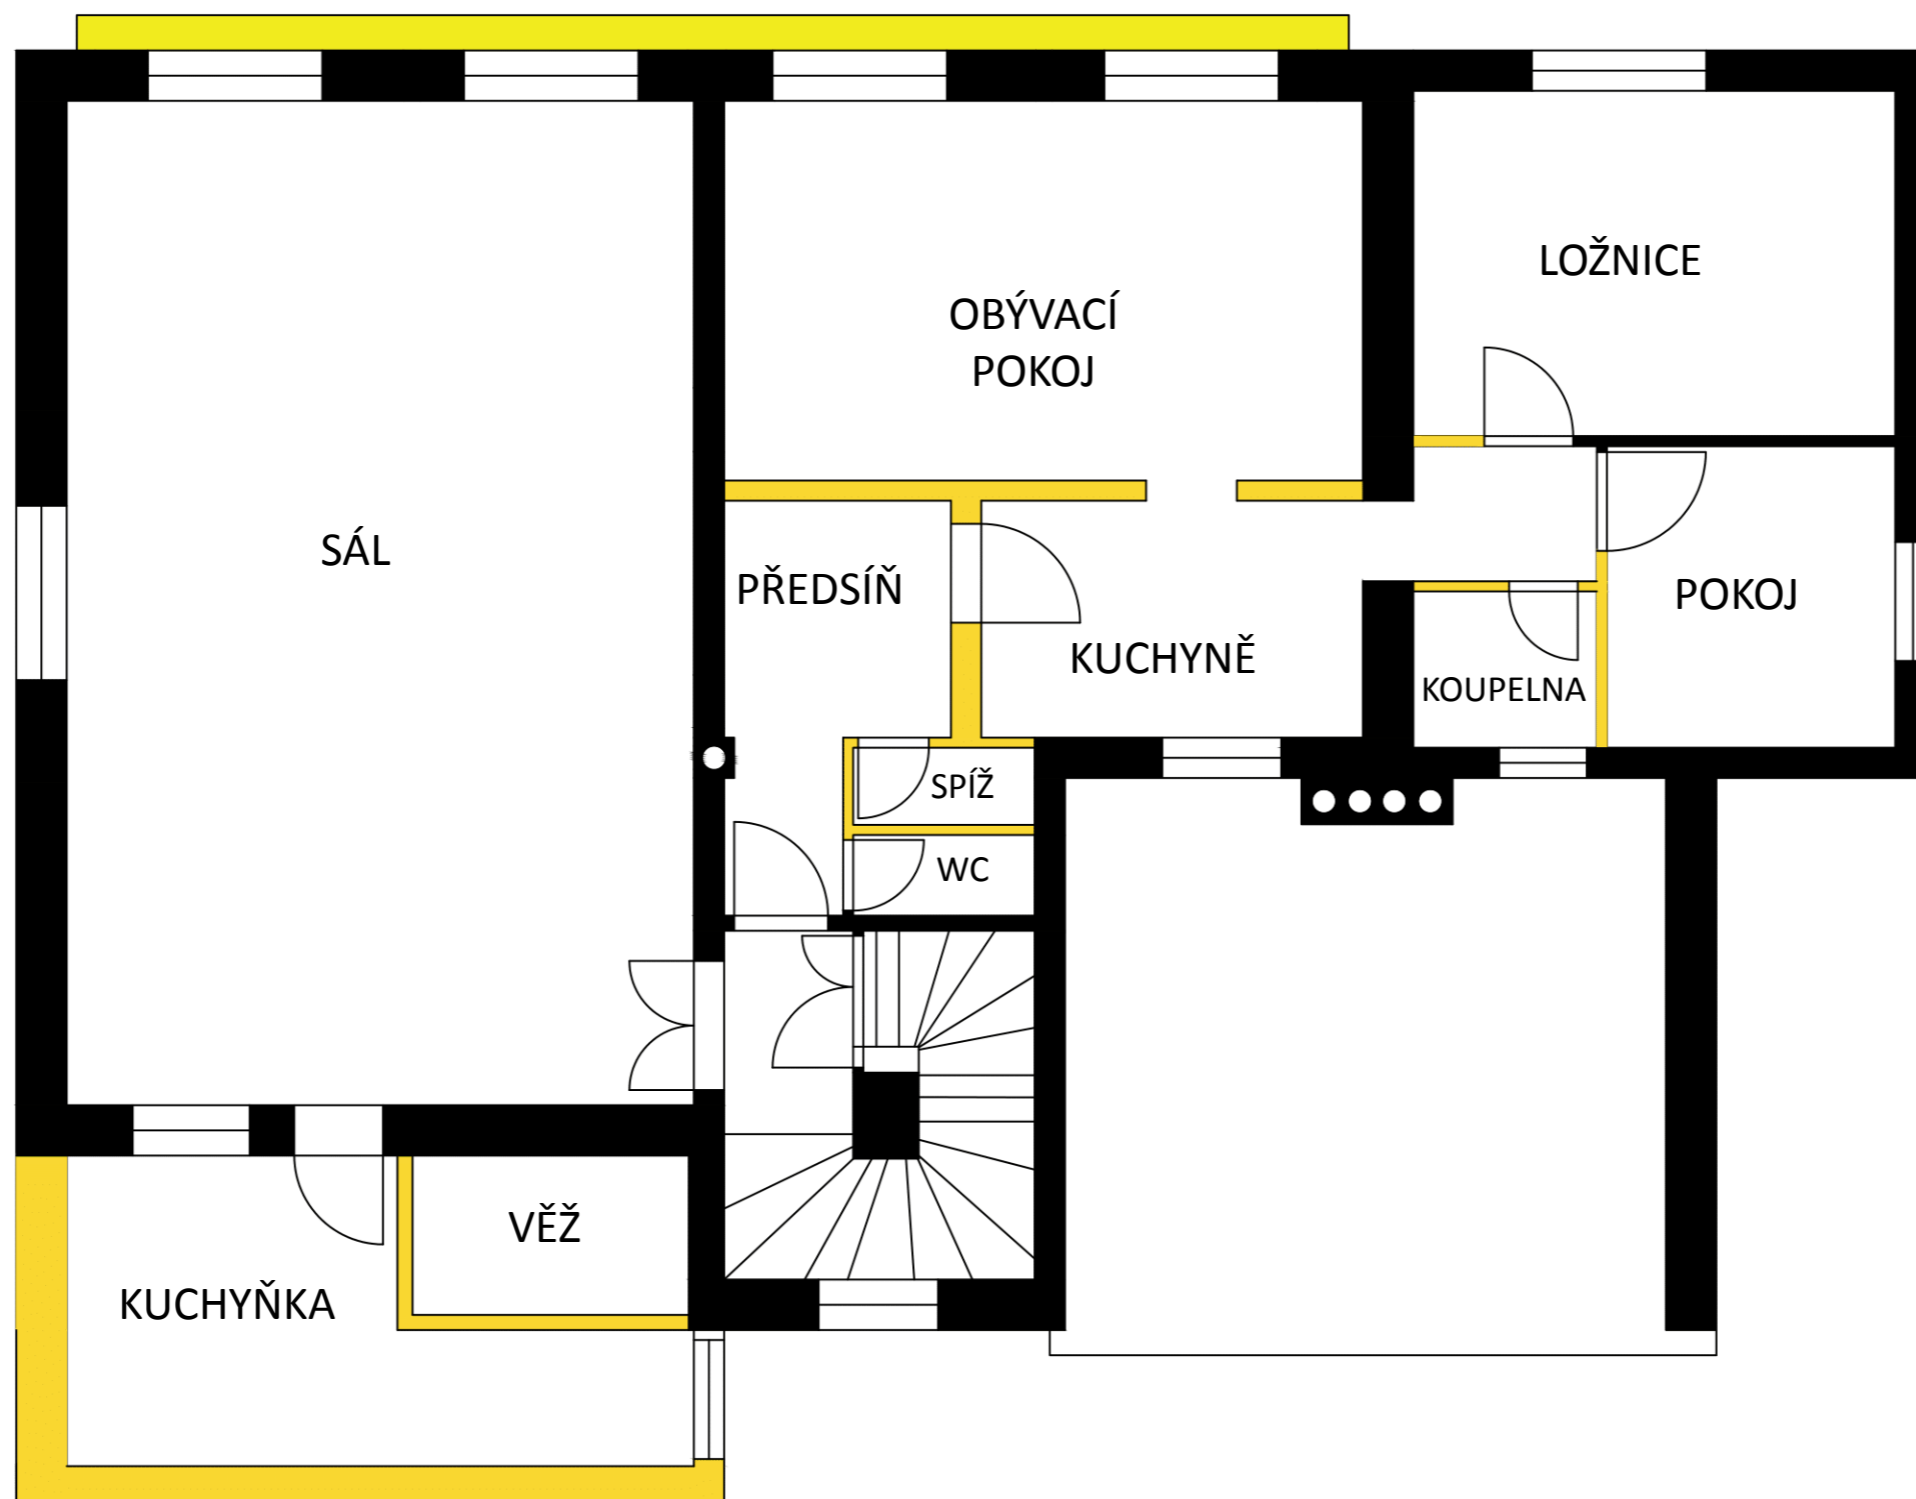 LOŽNICE
OBÝVACÍ
POKOJ
SÁL
PŘEDSÍŇ
POKOJ
KUCHYNĚ
KOUPELNA
SPÍŽ
WC
VĚŽ
KUCHYŇKA